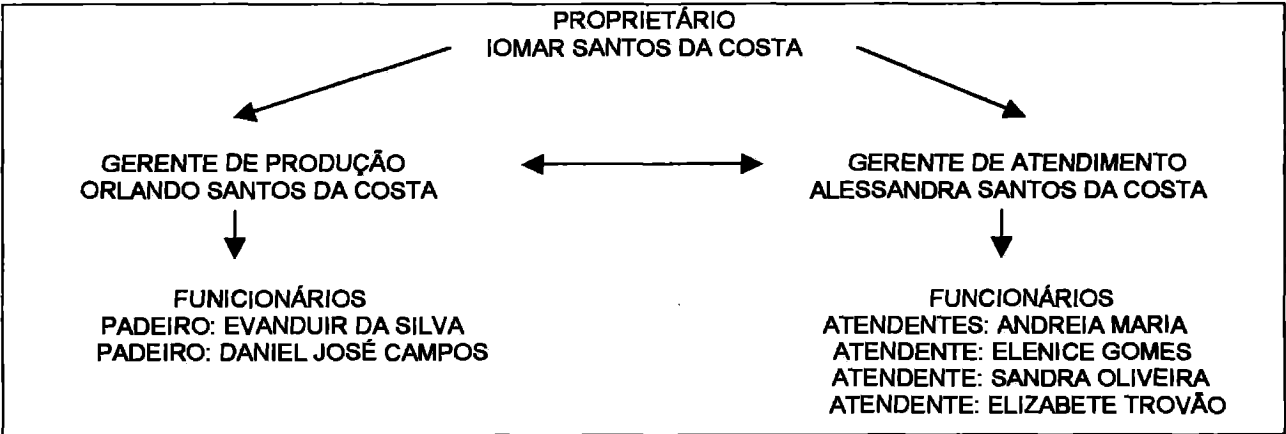 PROPRIETÁRIO
IOMAR SANTOS DA COSTA
GERENTE DE PRODUÇÃO
ORLANDO SANTOS DA COSTA
GERENTE DE ATENDIMENTO
ALESSANDRA SANTOS DA COSTA
FUNICIONÁRIOS
PADEIRO: EVANDUIR DA SILVA
PADEIRO: DANIEL JOSÉ CAMPOS
FUNCIONÁRIOS
ATENDENTES: ANDREIA MARIA
ATENDENTE: ELENICE GOMES
ATENDENTE: SANDRA OLIVEIRA
ATENDENTE: ELIZABETE TROVÃO